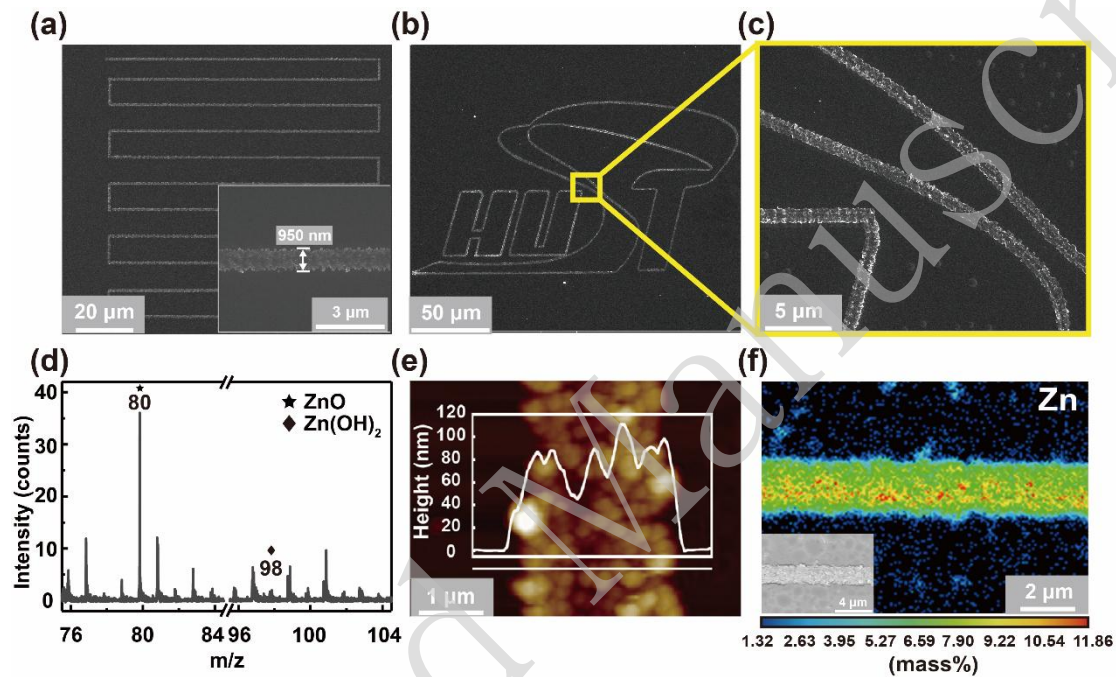 (a)
(b)
(c)
950 nm
3 μm
20 μm
HUST
50 μm
5 μm
(d)
(e)
(f)
40
30
20
10
0
Intensity (counts)
80
★ ZnO
◆ Zn(OH)₂
98
76 80 84 96 100 104
m/z
120
100
80
60
40
20
0
Height (nm)
1 μm
Zn
4 μm
2 μm
1.32 2.63 3.95 5.27 6.59 7.90 9.22 10.54 11.86
(mass%)